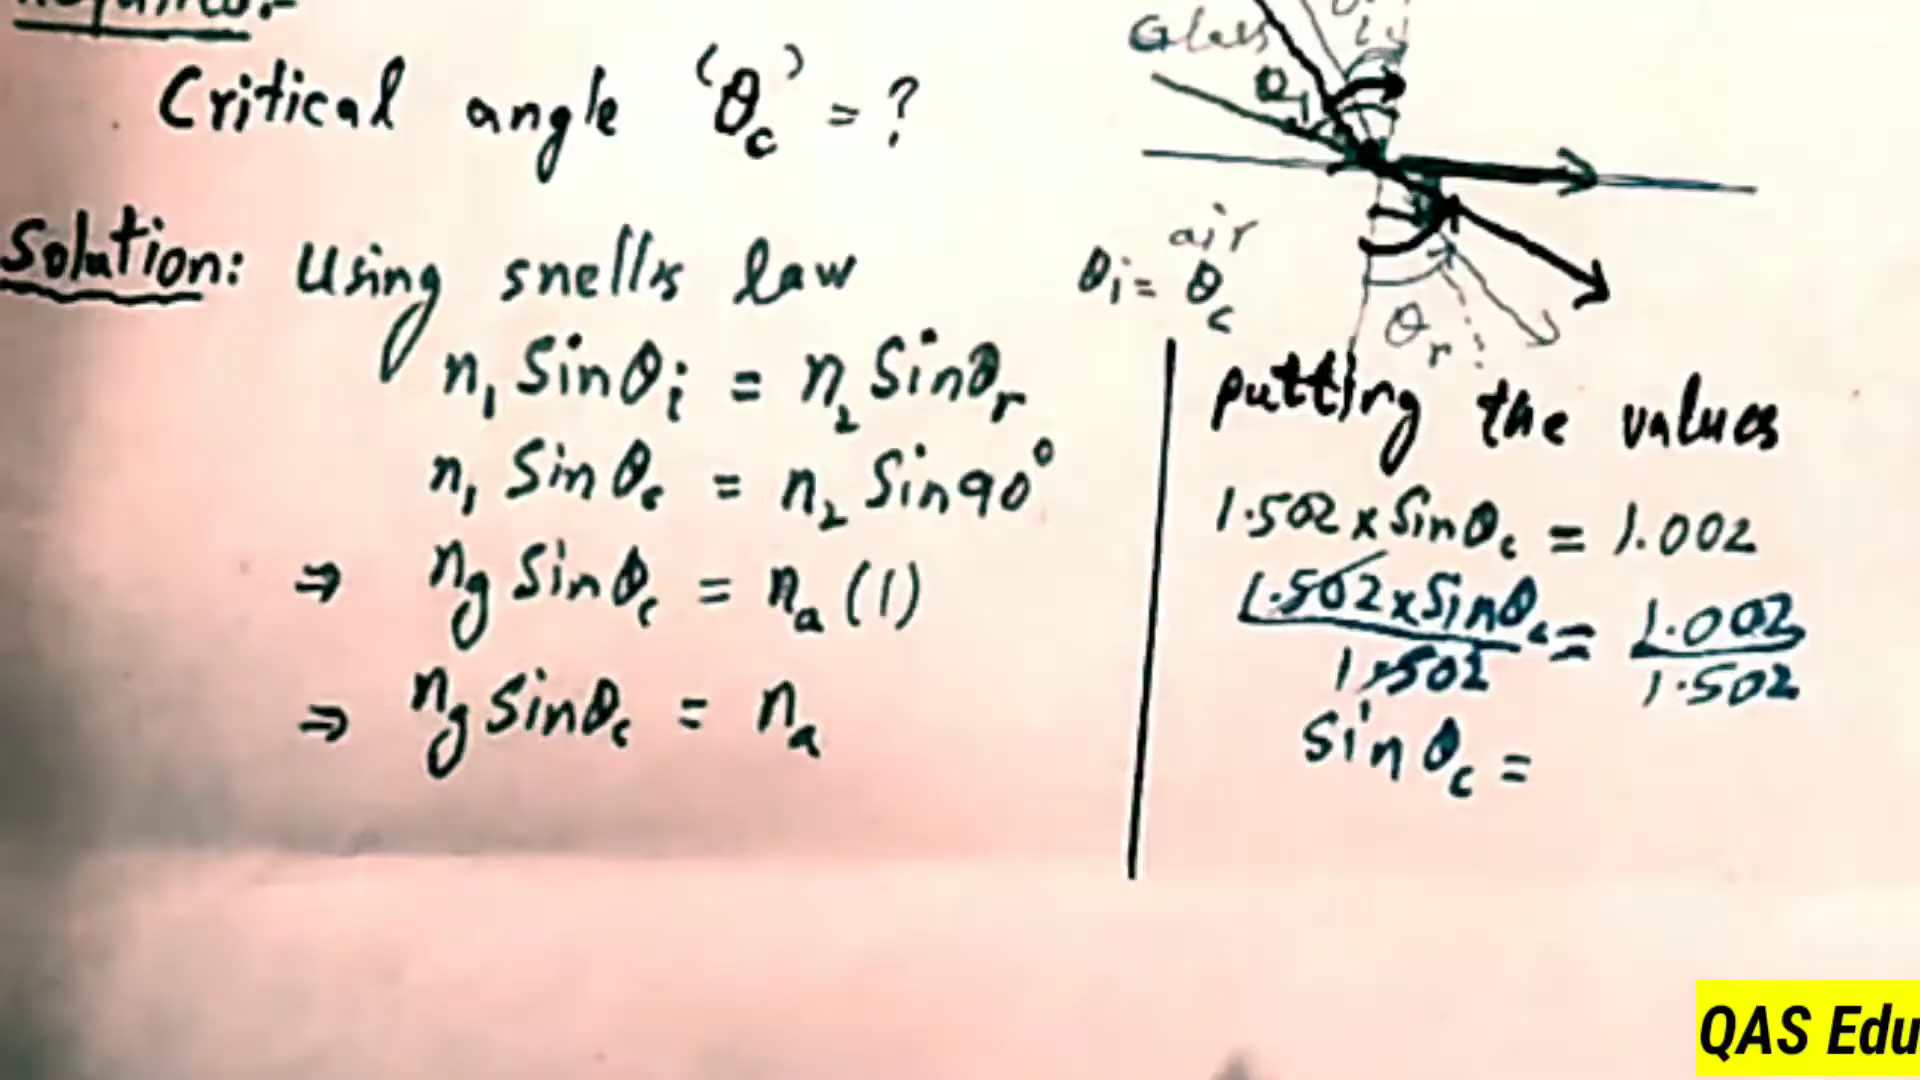 Critical angle 'θc' = ?
Glass
θi
air
θi = θc
θr
Solution: Using snells law
n₁ Sinθi = n₂ Sinθr
n₁ Sinθc = n₂ Sin90°
⇒ ng Sinθc = na (1)
⇒ ng Sinθc = na
putting the values
1.502 x Sinθc = 1.002
1.502 x Sinθc = 1.002
1.502 1.502
Sinθc =
QAS Edu